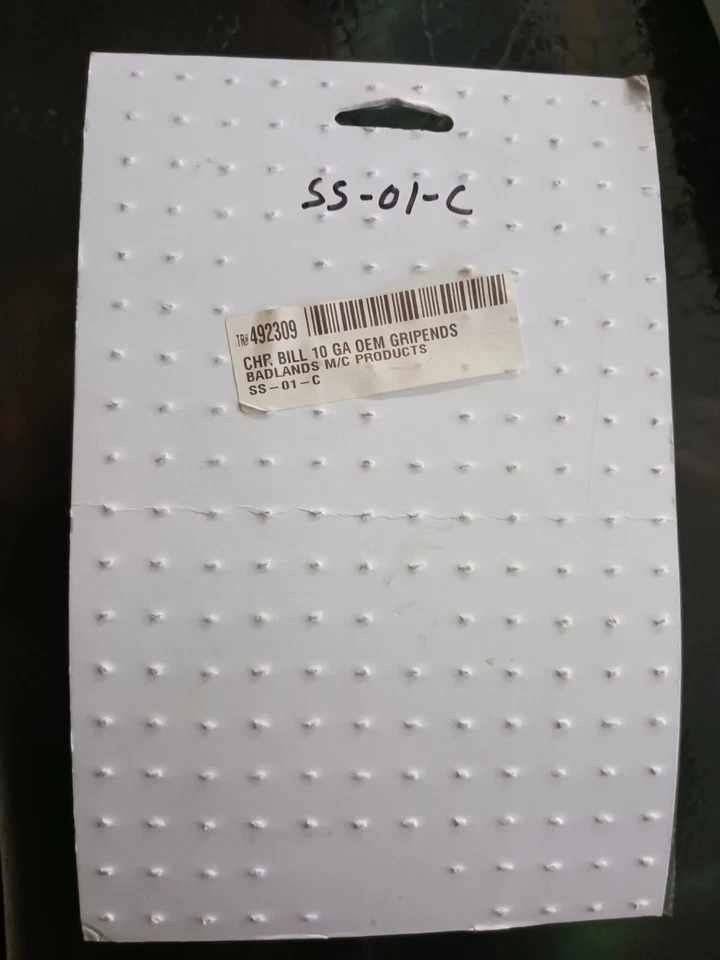 SS-01-C
TR# 492309
CHR. BILL 10 GA OEM GRIPENDS
BADLANDS M/C PRODUCTS
SS-01-C